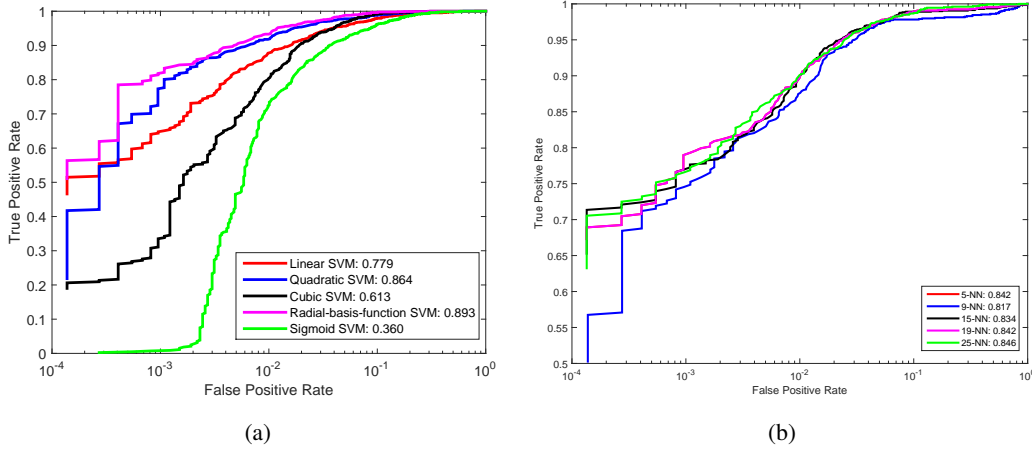 1
0.9
0.8
0.7
0.6
0.5
0.4
0.3
0.2
0.1
0
True Positive Rate
Linear SVM: 0.779
Quadratic SVM: 0.864
Cubic SVM: 0.613
Radial-basis-function SVM: 0.893
Sigmoid SVM: 0.360
10^-4 10^-3 10^-2 10^-1 10^0
False Positive Rate
(a)
1
0.95
0.9
0.85
0.8
0.75
0.7
0.65
0.6
0.55
0.5
True Positive Rate
5-NN: 0.842
9-NN: 0.817
15-NN: 0.834
19-NN: 0.842
25-NN: 0.846
10^-4 10^-3 10^-2 10^-1 10^0
False Positive Rate
(b)